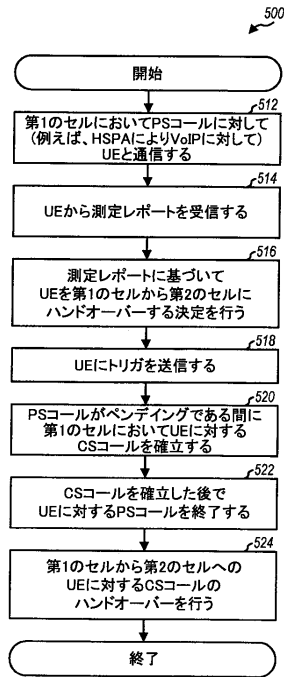 500
開始
512
第1のセルにおいてPSコールに対して
(例えば、HSPAによりVoIPに対して)
UEと通信する
514
UEから測定レポートを受信する
516
測定レポートに基づいて
UEを第1のセルから第2のセルに
ハンドオーバーする決定を行う
518
UEにトリガを送信する
520
PSコールがペンデイングである間に
第1のセルにおいてUEに対する
CSコールを確立する
522
CSコールを確立した後で
UEに対するPSコールを終了する
524
第1のセルから第2のセルへの
UEに対するCSコールの
ハンドオーバーを行う
終了